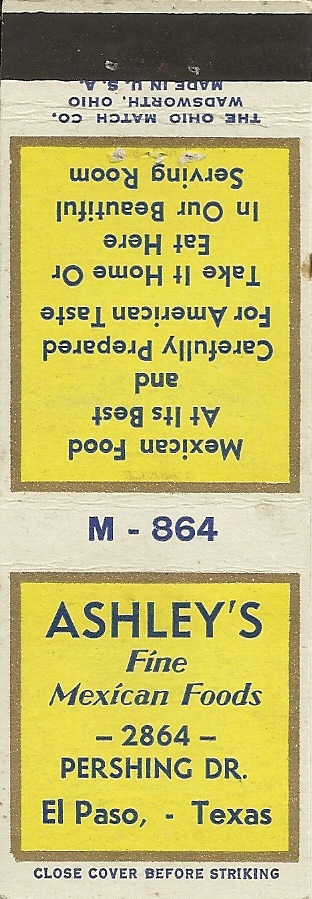 THE OHIO MATCH CO.
WADSWORTH, OHIO
MADE IN U. S. A.
Mexican Food
At Its Best
and
Carefully Prepared
For American Taste
Take It Home Or
Eat Here
In Our Beautiful
Serving Room
M - 864
ASHLEY'S
Fine
Mexican Foods
– 2864 –
PERSHING DR.
El Paso, - Texas
CLOSE COVER BEFORE STRIKING